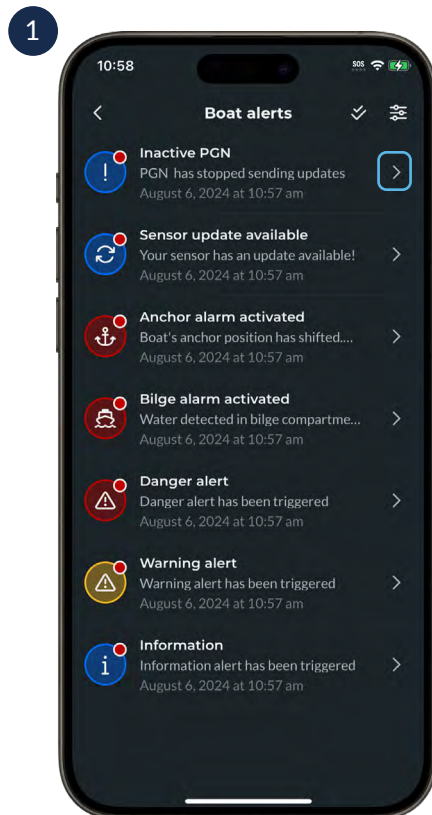 1
10:58
SOS
Boat alerts
Inactive PGN
PGN has stopped sending updates
August 6, 2024 at 10:57 am
Sensor update available
Your sensor has an update available!
August 6, 2024 at 10:57 am
Anchor alarm activated
Boat's anchor position has shifted....
August 6, 2024 at 10:57 am
Bilge alarm activated
Water detected in bilge compartme...
August 6, 2024 at 10:57 am
Danger alert
Danger alert has been triggered
August 6, 2024 at 10:57 am
Warning alert
Warning alert has been triggered
August 6, 2024 at 10:57 am
Information
Information alert has been triggered
August 6, 2024 at 10:57 am